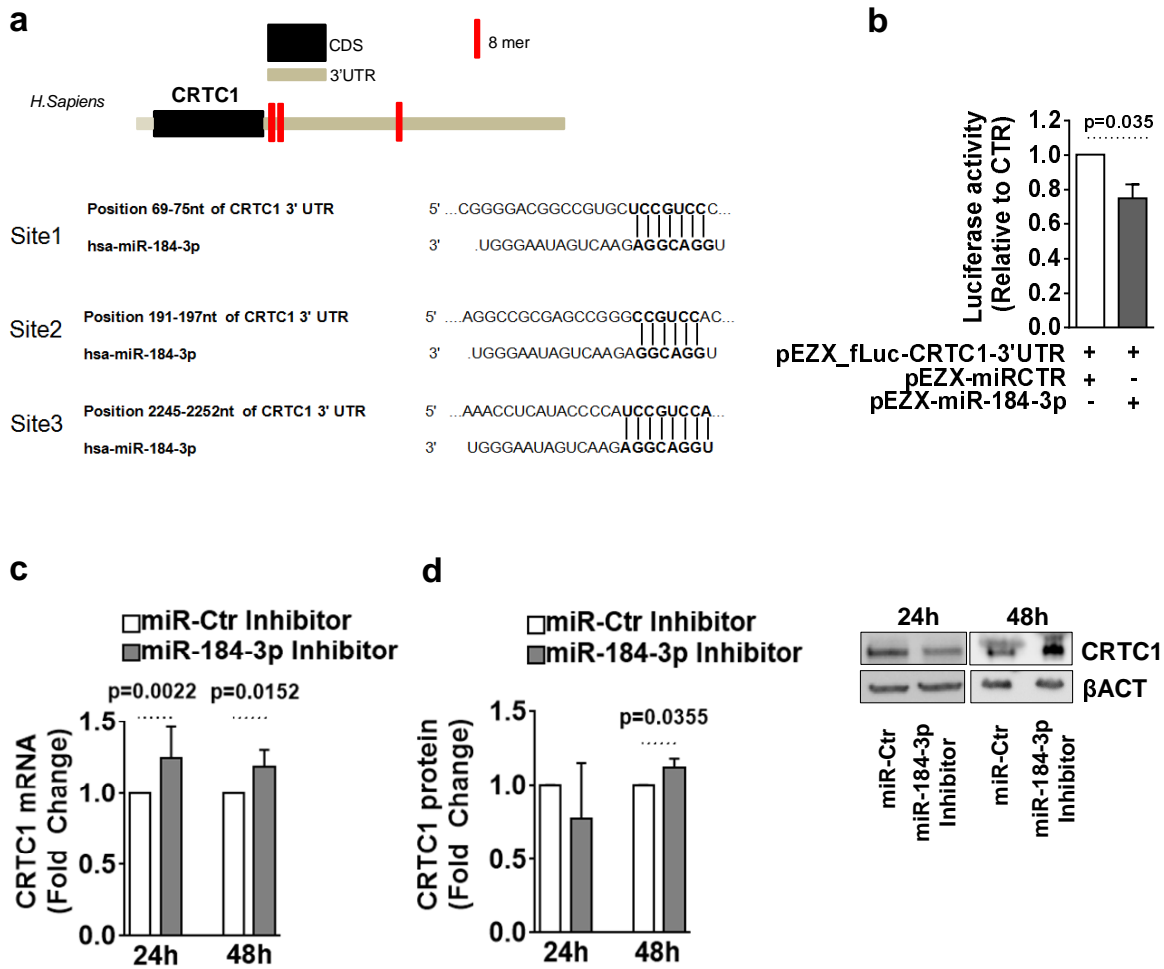 a
CDS
8 mer
3'UTR
H.Sapiens
CRTC1
Site1
Position 69-75nt of CRTC1 3' UTR
5' ...CGGGGACGGCCGUGCUCCGUCCC...
hsa-miR-184-3p
3' .UGGGAAUAGUCAAGAGGCAGGU
Site2
Position 191-197nt of CRTC1 3' UTR
5' ....AGGCCGCGAGCCGGGCCGUCCAC...
hsa-miR-184-3p
3' .UGGGAAUAGUCAAGAGGCAGGU
Site3
Position 2245-2252nt of CRTC1 3' UTR
5' ...AAACCUCAUACCCCAUCCGUCCA...
hsa-miR-184-3p
3' UGGGAAUAGUCAAGAGGCAGGU
b
Luciferase activity
(Relative to CTR)
p=0.035
1.2
1.0
0.8
0.6
0.4
0.2
0.0
pEZX_fLuc-CRTC1-3'UTR + +
pEZX-miRCTR + -
pEZX-miR-184-3p - +
c
miR-Ctr Inhibitor
miR-184-3p Inhibitor
p=0.0022 p=0.0152
CRTC1 mRNA
(Fold Change)
1.5
1.0
0.5
0.0
24h 48h
d
miR-Ctr Inhibitor
miR-184-3p Inhibitor
p=0.0355
CRTC1 protein
(Fold Change)
1.5
1.0
0.5
0.0
24h 48h
24h 48h
CRTC1
βACT
miR-Ctr
miR-184-3p
Inhibitor
miR-Ctr
miR-184-3p
Inhibitor